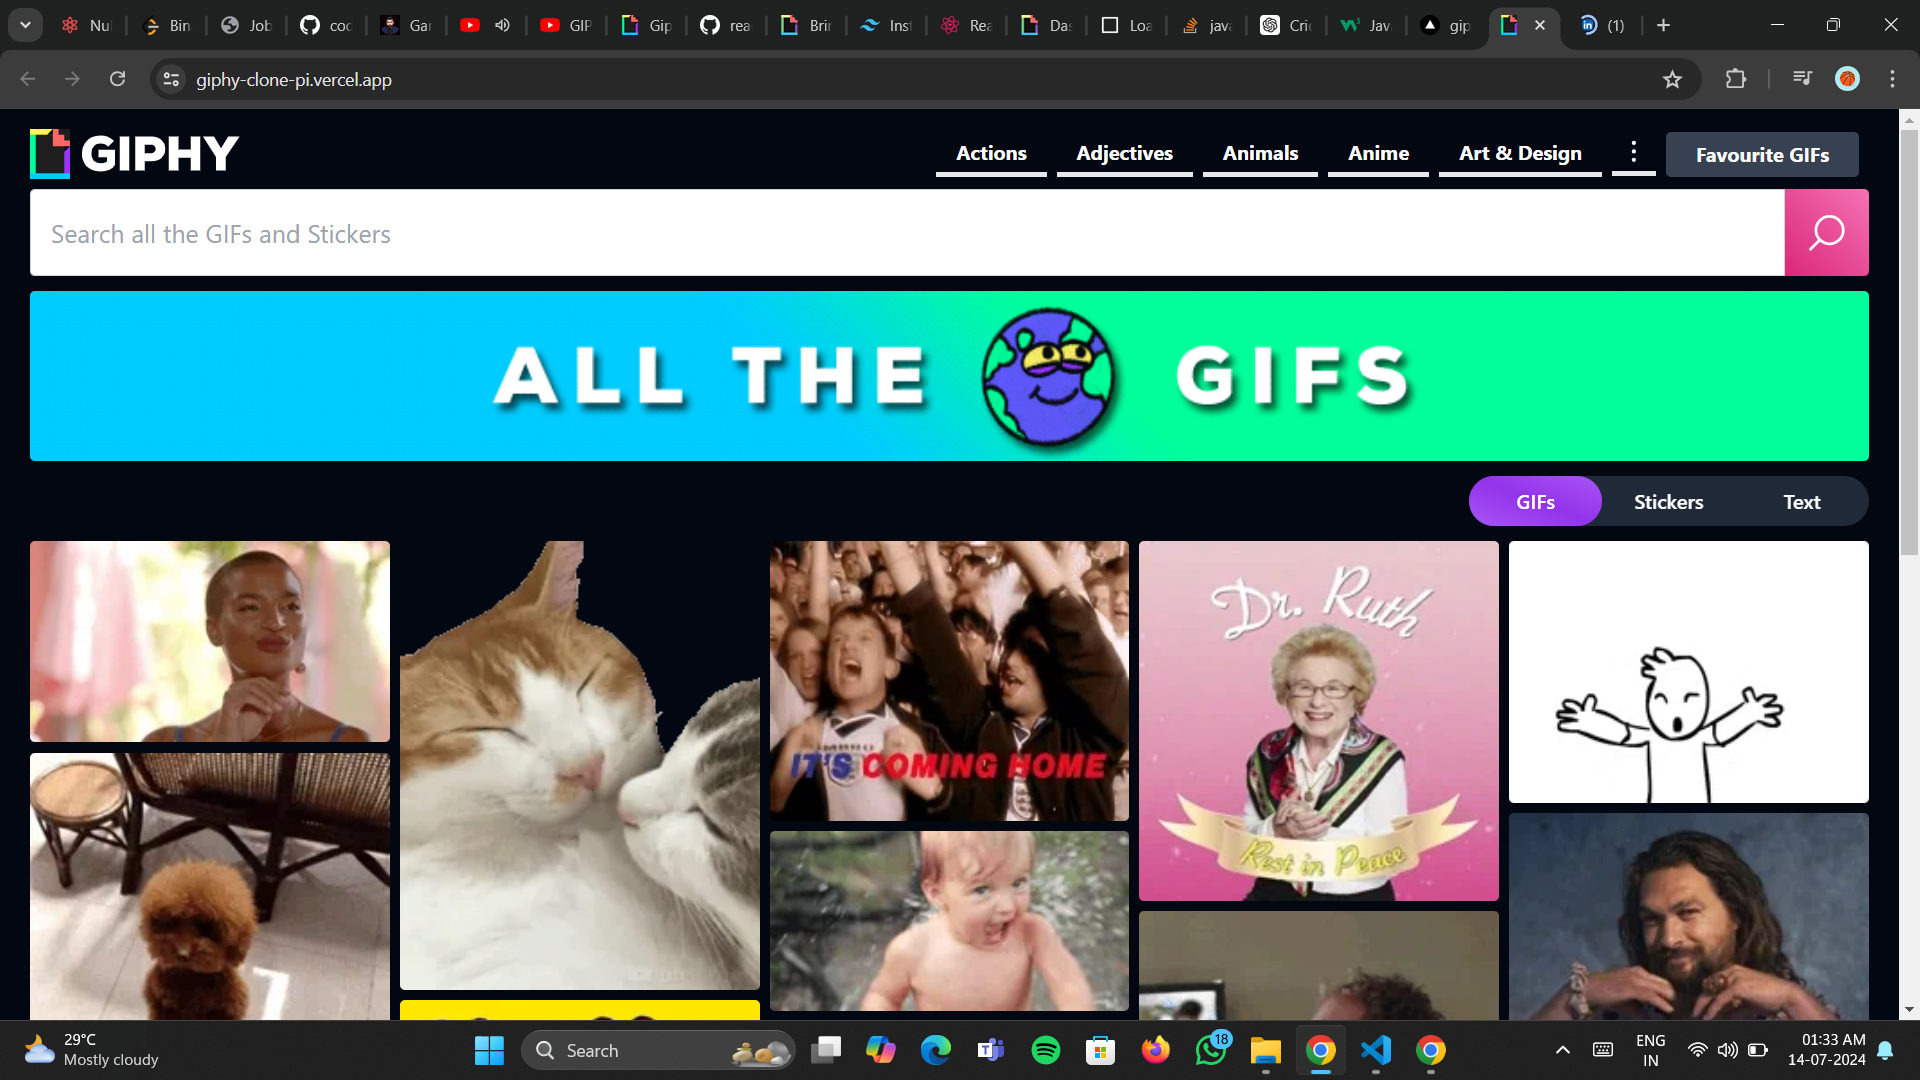 Nu
Bin
Job
coc
Gar
GIP
Gip
rea
Brin
Inst
Rea
Das
Loa
java
Cric
Java
gip
(1)
giphy-clone-pi.vercel.app
GIPHY
Actions
Adjectives
Animals
Anime
Art & Design
Favourite GIFs
Search all the GIFs and Stickers
ALL THE GIFS
GIFs
Stickers
Text
Dr. Ruth
IT'S COMING HOME
Rest in Peace
29°C
Mostly cloudy
Search
18
ENG
IN
01:33 AM
14-07-2024